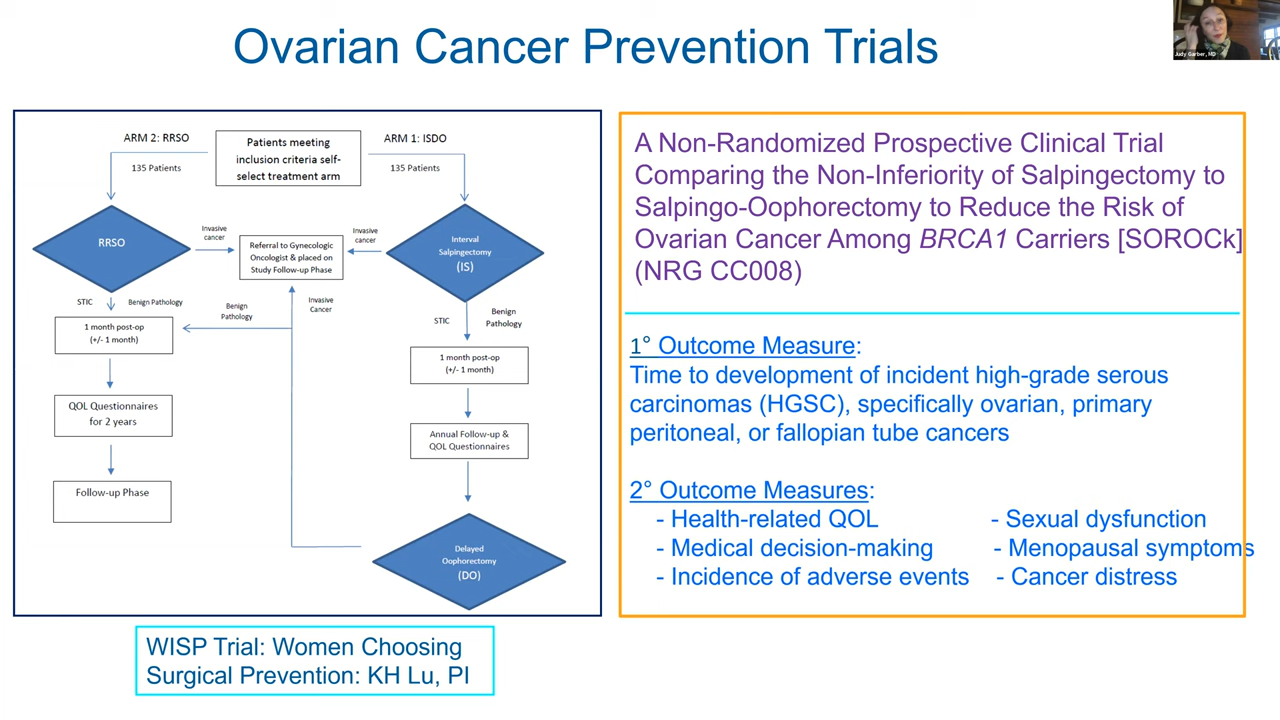 Ovarian Cancer Prevention Trials
Judy Garber, MD
ARM 2: RRSO
135 Patients
Patients meeting
inclusion criteria self-
select treatment arm
ARM 1: ISDO
135 Patients
RRSO
Invasive
cancer
Referral to Gynecologic
Oncologist & placed on
Study Follow-up Phase
Invasive
cancer
Interval
Salpingectomy
(IS)
STIC
Benign Pathology
Benign
Pathology
Invasive
Cancer
STIC
Benign
Pathology
1 month post-op
(+/- 1 month)
1 month post-op
(+/- 1 month)
QOL Questionnaires
for 2 years
Annual Follow-up &
QOL Questionnaires
Follow-up Phase
Delayed
Oophorectomy
(DO)
WISP Trial: Women Choosing
Surgical Prevention: KH Lu, PI
A Non-Randomized Prospective Clinical Trial
Comparing the Non-Inferiority of Salpingectomy to
Salpingo-Oophorectomy to Reduce the Risk of
Ovarian Cancer Among BRCA1 Carriers [SOROCk]
(NRG CC008)
1° Outcome Measure:
Time to development of incident high-grade serous
carcinomas (HGSC), specifically ovarian, primary
peritoneal, or fallopian tube cancers
2° Outcome Measures:
- Health-related QOL - Sexual dysfunction
- Medical decision-making - Menopausal symptoms
- Incidence of adverse events - Cancer distress